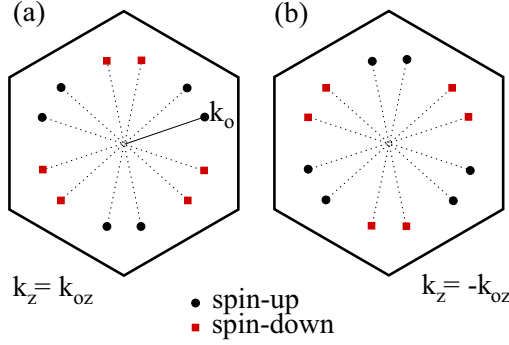 (a) (b)
k_o
k_z = k_oz k_z = -k_oz
spin-up
spin-down